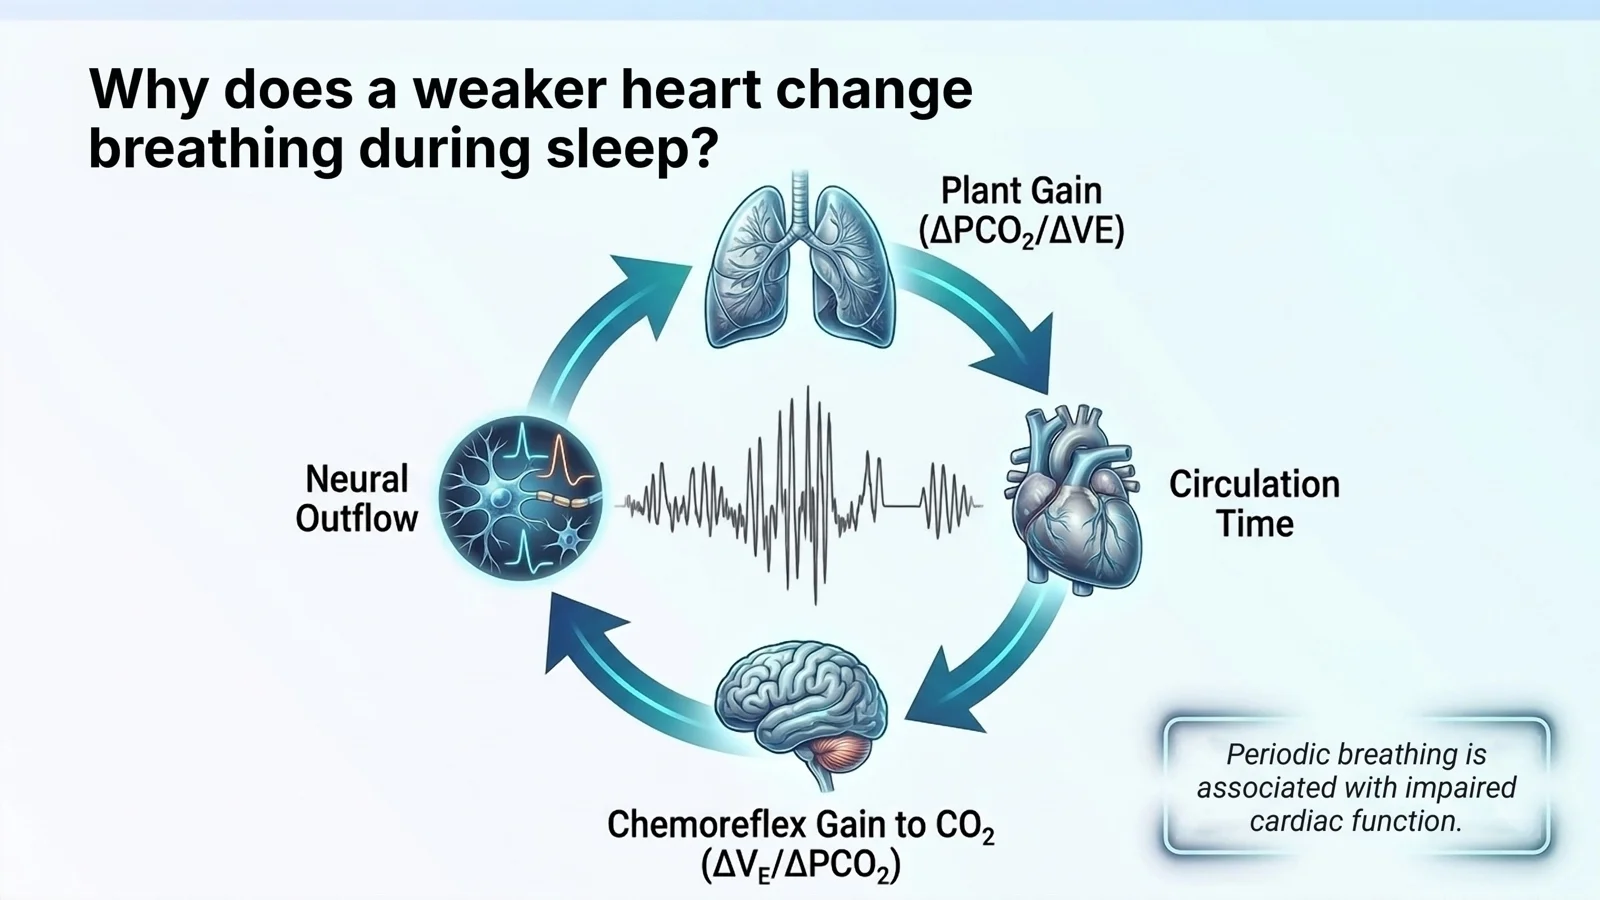 Why does a weaker heart change
breathing during sleep?
Plant Gain
(ΔPCO₂/ΔVE)
Neural
Outflow
Circulation
Time
Chemoreflex Gain to CO₂
(ΔV_E/ΔPCO₂)
Periodic breathing is
associated with impaired
cardiac function.